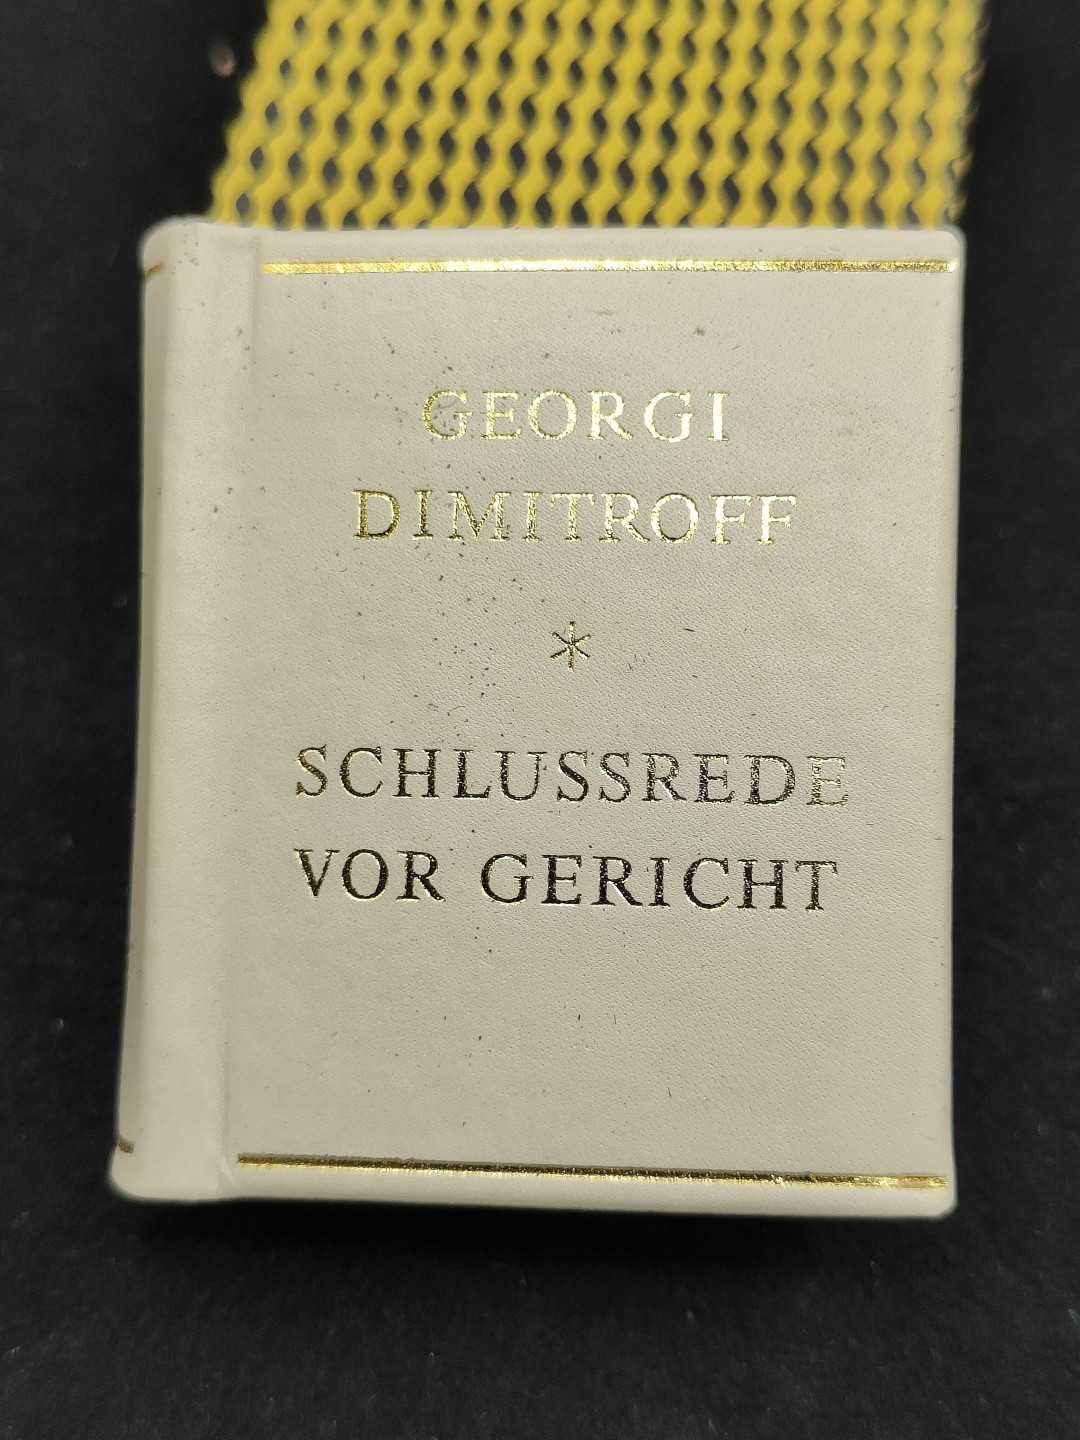 GEORGI
DIMITROFF
*
SCHLUSSREDE
VOR GERICHT